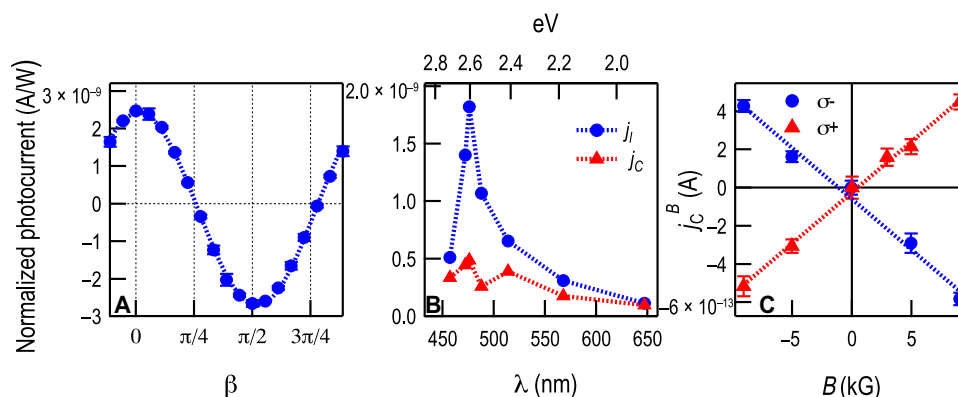 eV
2.8 2.6 2.4 2.2 2.0
Normalized photocurrent (A/W)
3 × 10⁻⁹
2
1
0
−1
−2
−3
A
0 π/4 π/2 3π/4
β
2.0 × 10⁻⁹
1.5
1.0
0.5
0.0
j_I
j_C
B
450 500 550 600 650
λ (nm)
σ-
σ+
j_C^B (A)
4
2
0
−2
−4
−6 × 10⁻¹³
C
−5 0 5
B (kG)